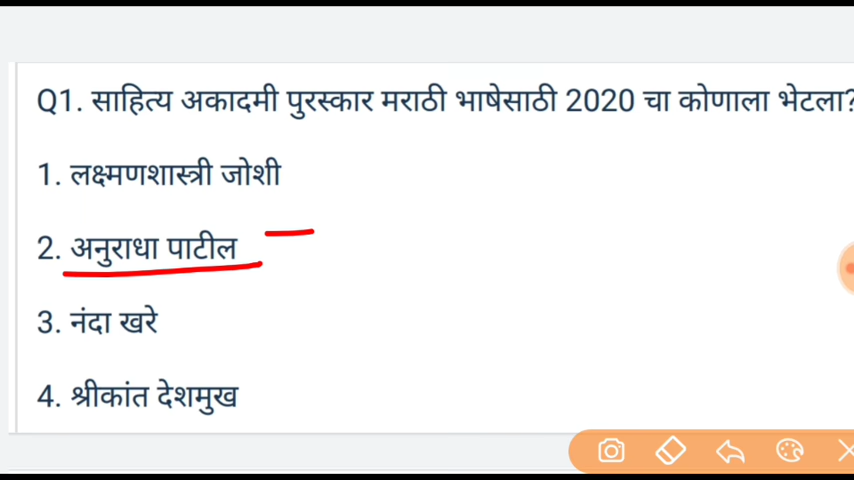 Q1. साहित्य अकादमी पुरस्कार मराठी भाषेसाठी 2020 चा कोणाला भेटला?
1. लक्ष्मणशास्त्री जोशी
2. अनुराधा पाटील
3. नंदा खरे
4. श्रीकांत देशमुख